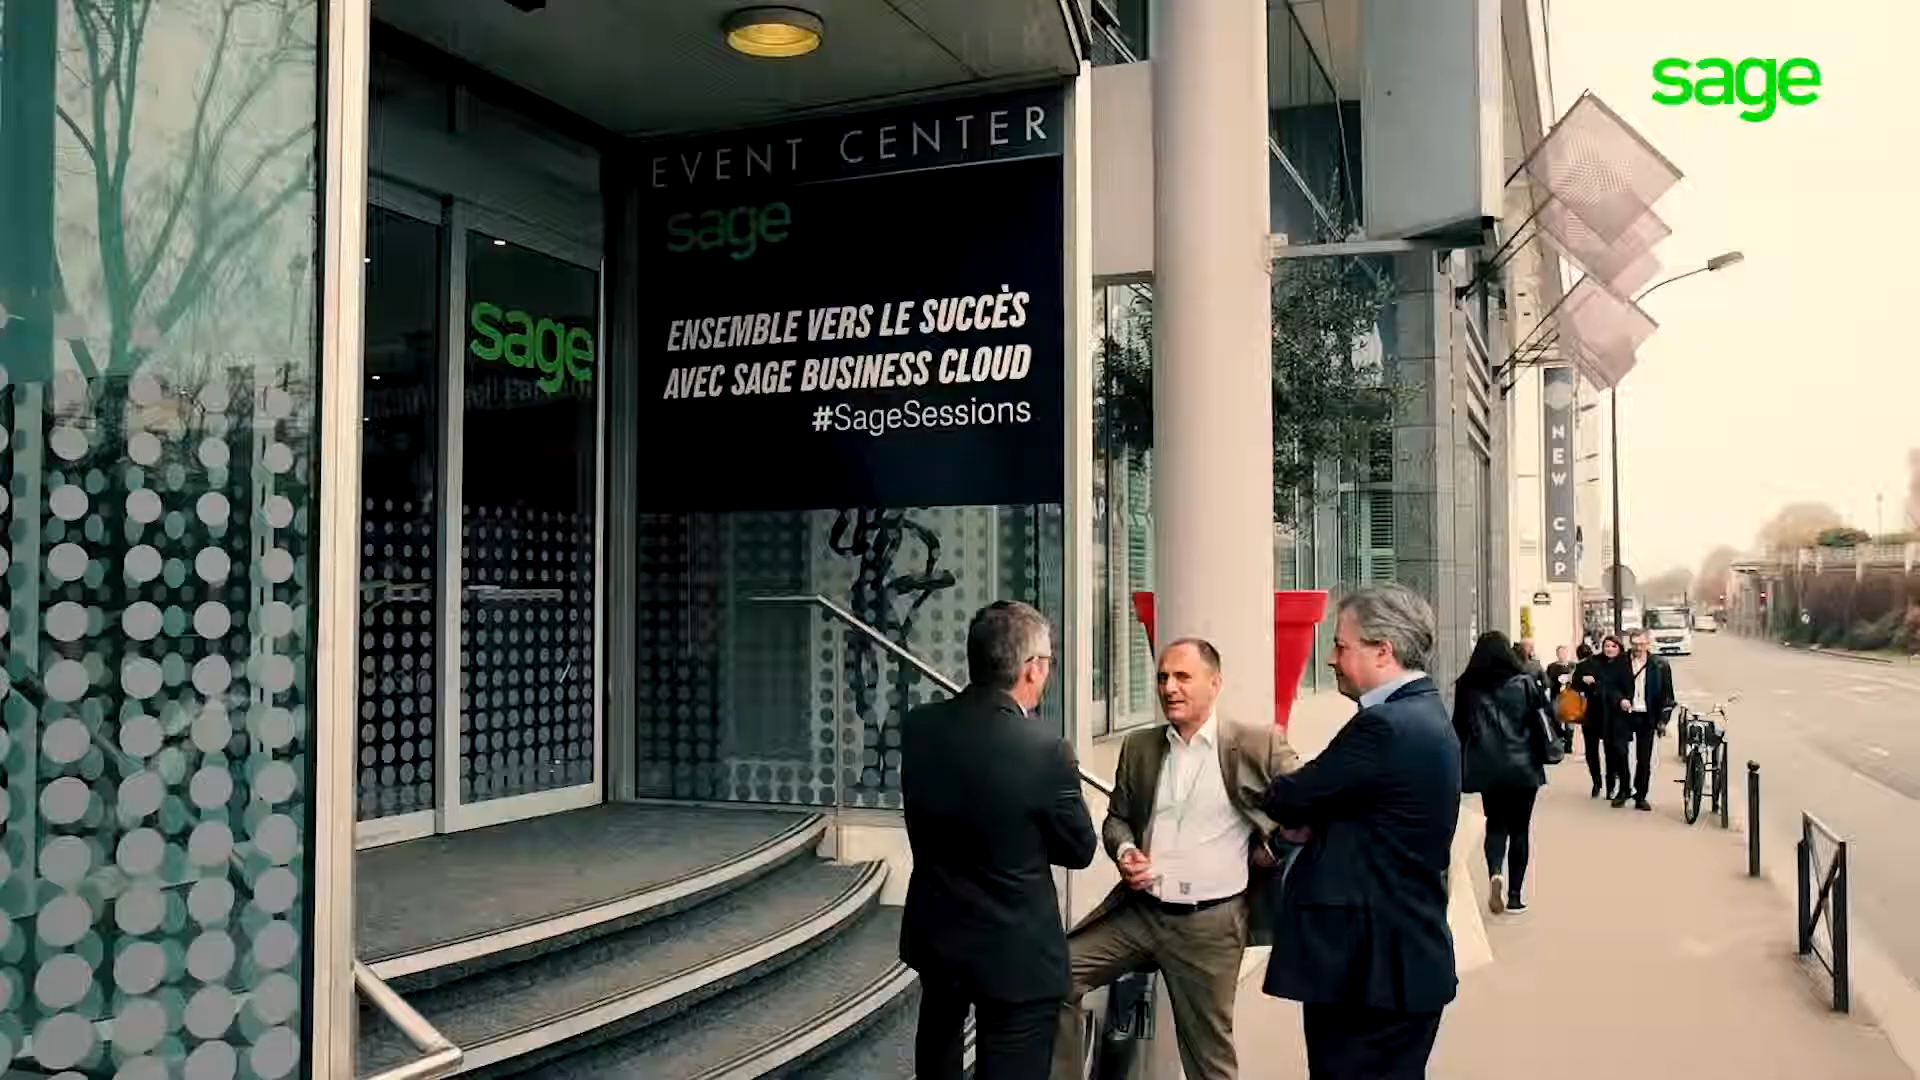 sage
EVENT CENTER
sage
sage
ENSEMBLE VERS LE SUCCÈS
AVEC SAGE BUSINESS CLOUD
#SageSessions
NEW CAP